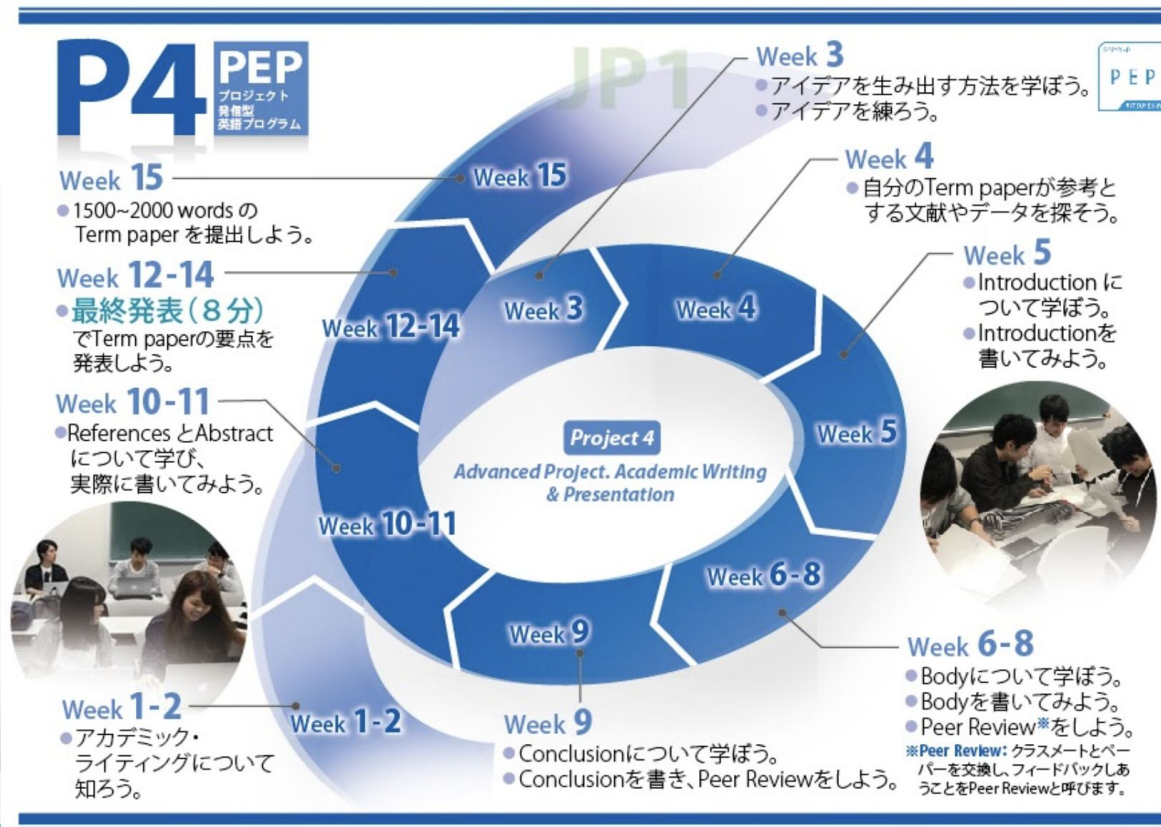 P4
PEP
プロジェクト
発信型
英語プログラム
JP1
PEP
Week 15
●1500~2000 words の
Term paper を提出しよう。
Week 12-14
●最終発表（８分）
でTerm paperの要点を
発表しよう。
Week 10-11
●References とAbstract
について学び、
実際に書いてみよう。
Week 1-2
●アカデミック・
ライティングについて
知ろう。
Week 3
●アイデアを生み出す方法を学ぼう。
●アイデアを練ろう。
Week 4
●自分のTerm paperが参考と
する文献やデータを探そう。
Week 5
●Introduction に
ついて学ぼう。
●Introductionを
書いてみよう。
Week 6-8
●Bodyについて学ぼう。
●Bodyを書いてみよう。
●Peer Review※をしよう。
※Peer Review：クラスメートとペー
パーを交換し、フィードバックしあ
うことをPeer Reviewと呼びます。
Week 9
●Conclusionについて学ぼう。
●Conclusionを書き、Peer Reviewをしよう。
Week 15
Week 12-14
Week 3
Week 4
Week 5
Week 6-8
Week 9
Week 10-11
Week 1-2
Project 4
Advanced Project. Academic Writing
& Presentation